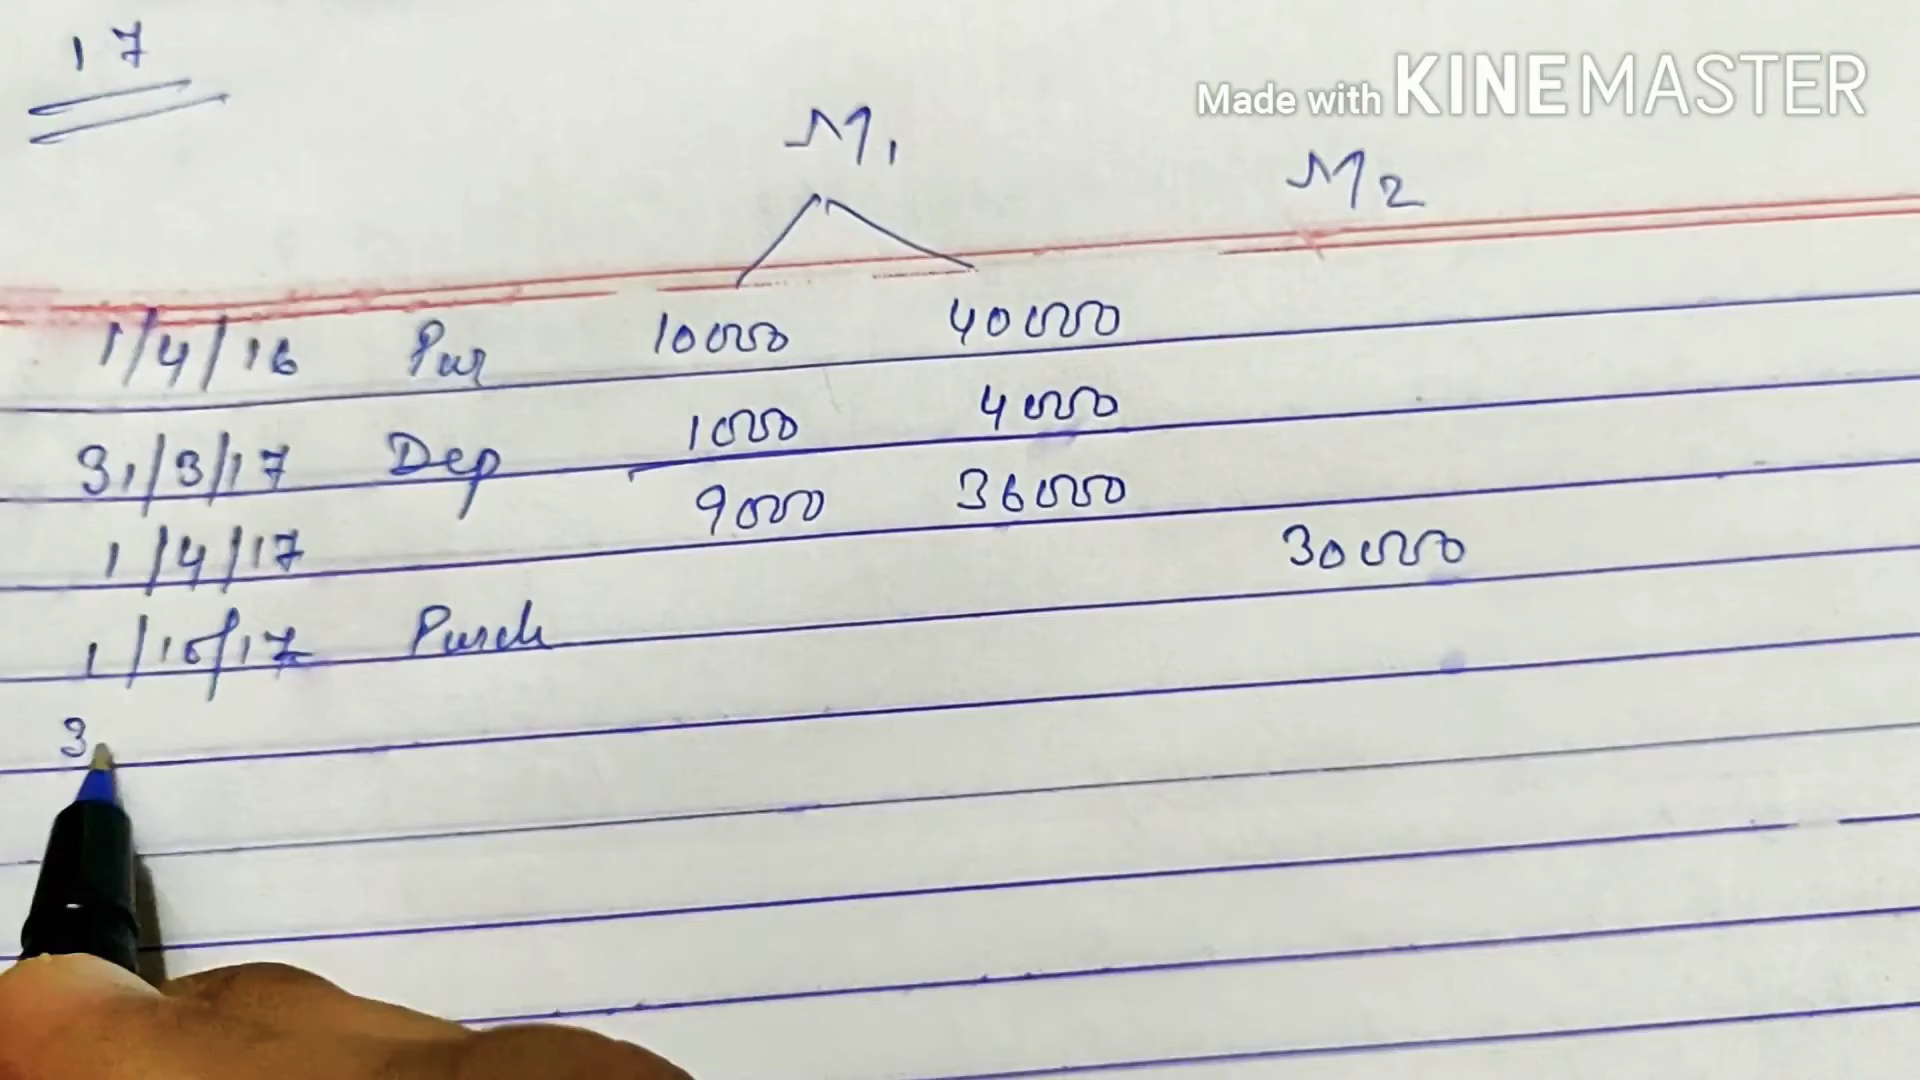 17
Made with KINEMASTER
M1
M2
1/4/16 Pur 10000 40000
31/3/17 Dep 1000 4000
9000 36000
1/4/17
30000
1/10/17 Purch
3